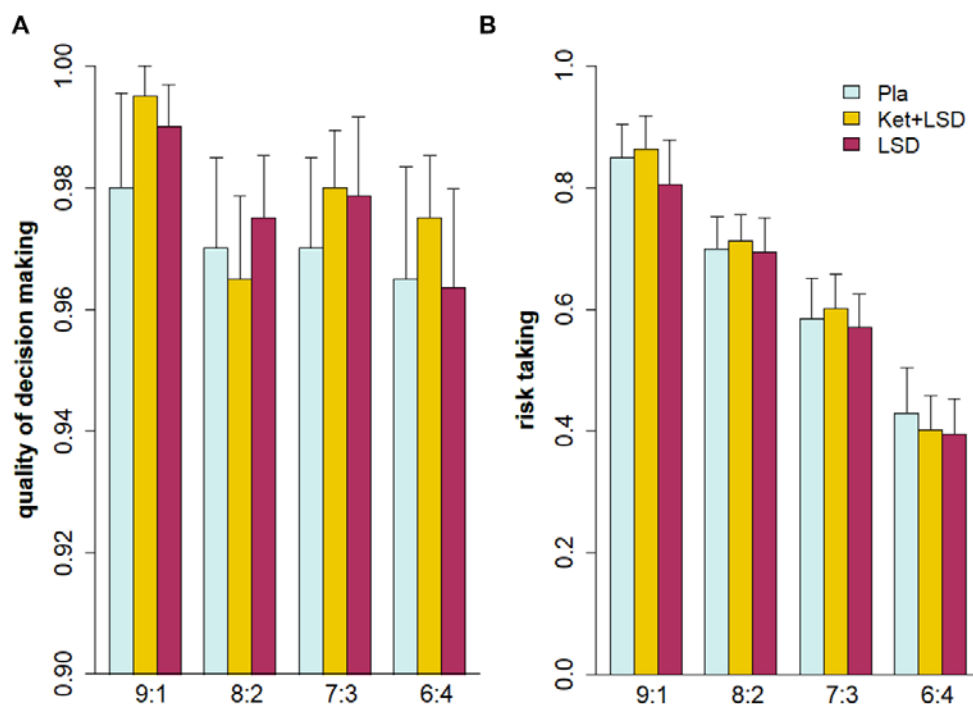 A
quality of decision making
1.00
0.98
0.96
0.94
0.92
0.90
9:1 8:2 7:3 6:4
B
risk taking
1.0
0.8
0.6
0.4
0.2
0.0
Pla
Ket+LSD
LSD
9:1 8:2 7:3 6:4